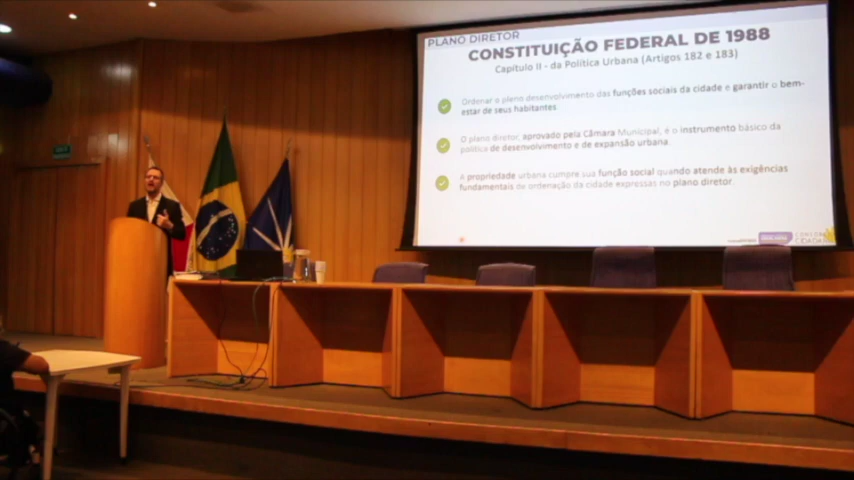 PLANO DIRETOR
CONSTITUIÇÃO FEDERAL DE 1988
Capítulo II - da Política Urbana (Artigos 182 e 183)
Ordenar o pleno desenvolvimento das funções sociais da cidade e garantir o bem-
estar de seus habitantes
O plano diretor, aprovado pela Câmara Municipal, é o instrumento básico da
política de desenvolvimento e de expansão urbana.
A propriedade urbana cumpre sua função social quando atende às exigências
fundamentais de ordenação da cidade expressas no plano diretor.
CIDADE